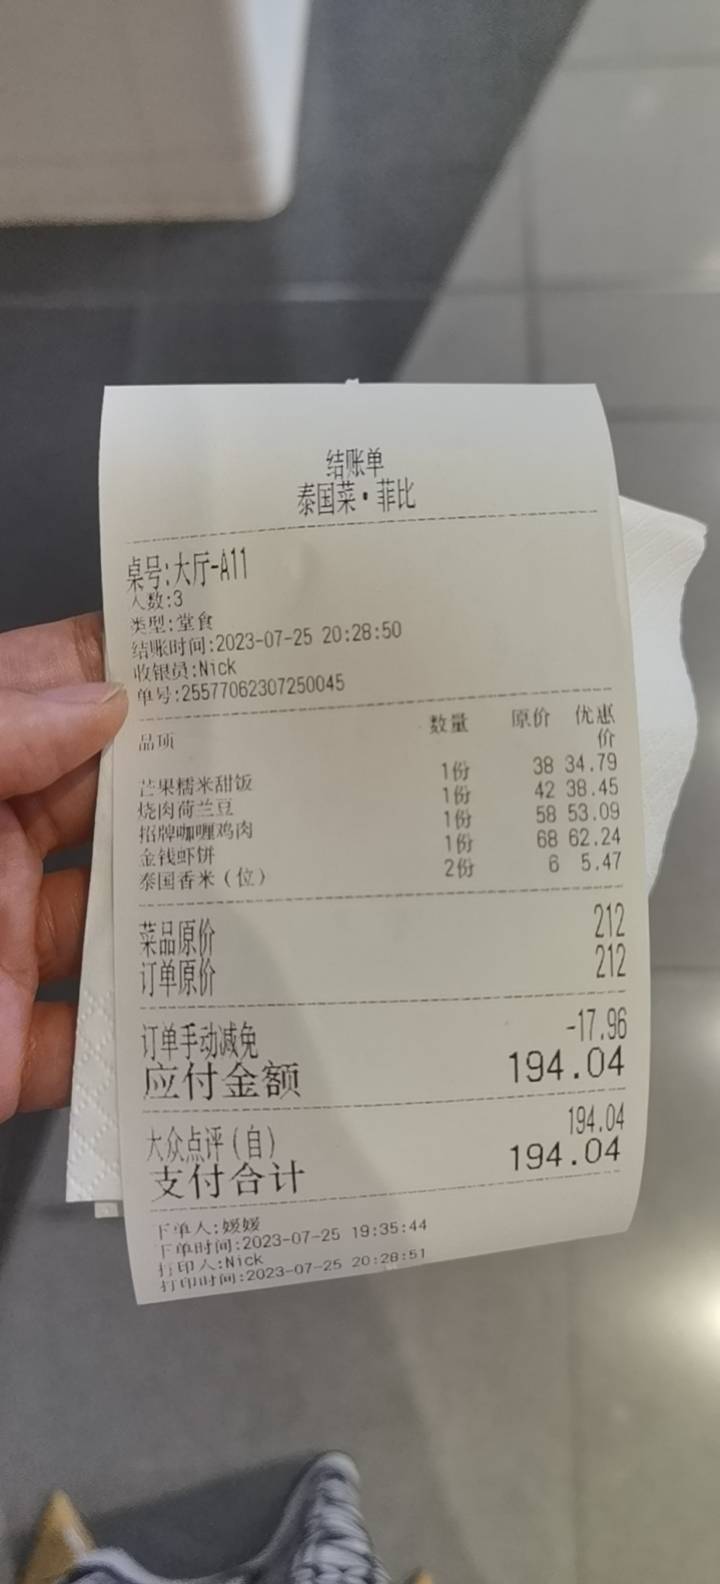 结账单
泰国菜·菲比
桌号:大厅-A11
人数:3
类型:堂食
结账时间:2023-07-25 20:28:50
收银员:Nick
单号:25577062307250045
品项 数量 原价 优惠价
芒果糯米甜饭 1份 38 34.79
烧肉荷兰豆 1份 42 38.45
招牌咖喱鸡肉 1份 58 53.09
金钱虾饼 1份 68 62.24
泰国香米(位) 2份 6 5.47
菜品原价 212
订单原价 212
订单手动减免 -17.96
应付金额 194.04
大众点评(自) 194.04
支付合计 194.04
下单人:媛媛
下单时间:2023-07-25 19:35:44
打印人:Nick
打印时间:2023-07-25 20:28:51